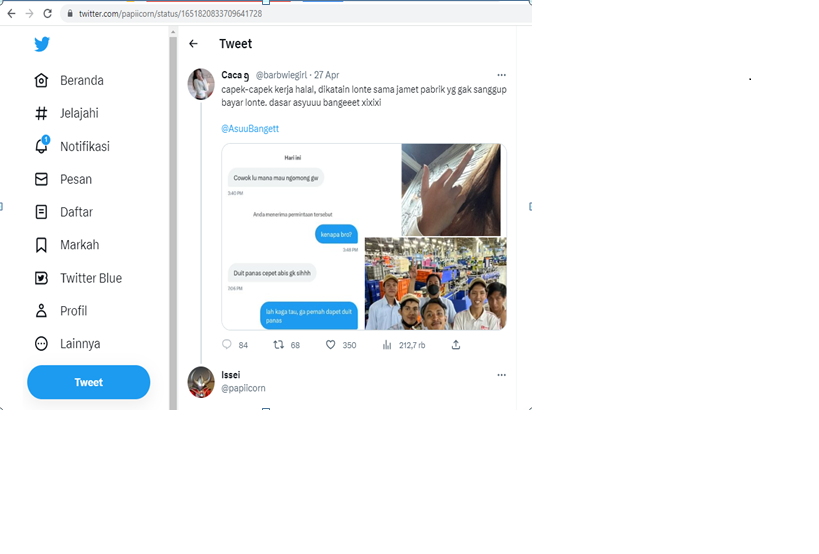 twitter.com/papiicorn/status/1651820833709641728
Tweet
Beranda
Jelajahi
1
Notifikasi
Pesan
Daftar
Markah
Twitter Blue
Profil
Lainnya
Tweet
Caca @barbwiegirl · 27 Apr
capek-capek kerja halal, dikatain lonte sama jamet pabrik yg gak sanggup
bayar lonte. dasar asyuuu bangeeet xixixi
@AsuuBangett
Hari ini
Cowok lu mana mau ngomong gw
3:40 PM
Anda menerima permintaan tersebut
kenapa bro?
3:48 PM
Duit panas cepet abis gk sihhh
7:08 PM
lah kaga tau, ga pernah dapet duit
panas
84 68 350 212,7 rb
Issei
@papiicorn